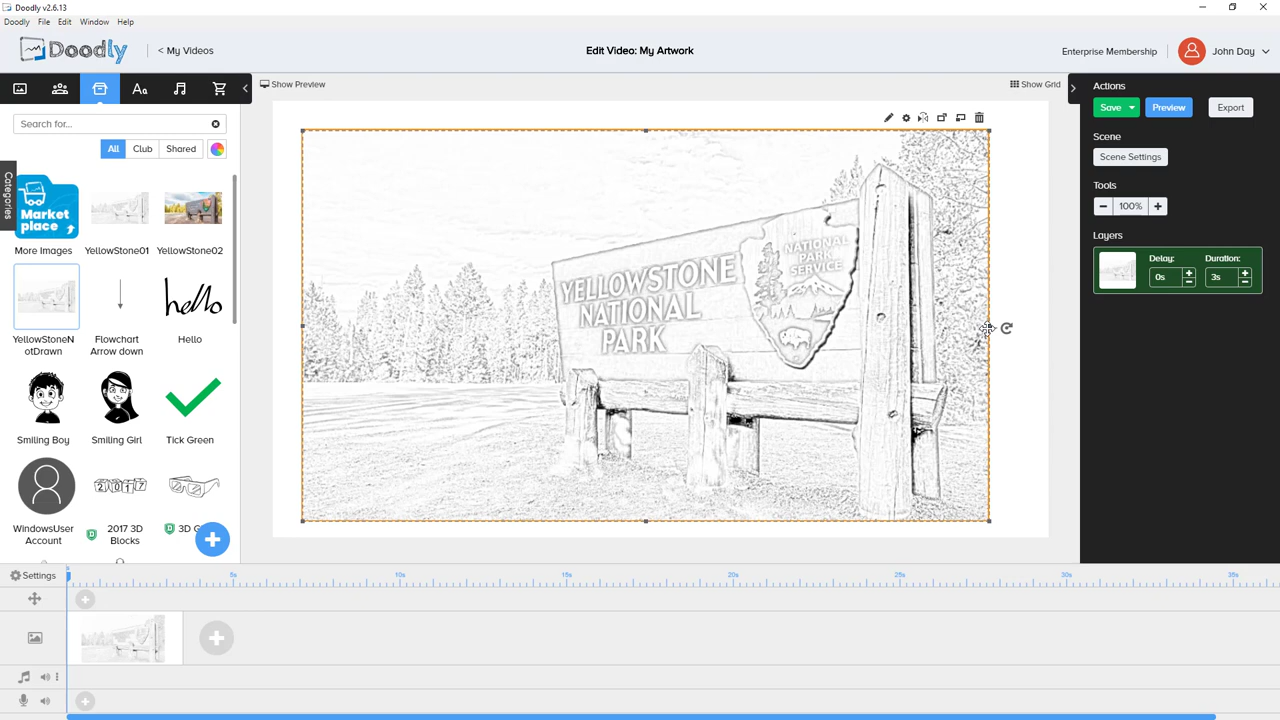 Doodly v2.6.13
Doodly File Edit Window Help
Doodly
< My Videos
Edit Video: My Artwork
Enterprise Membership
John Day
Show Preview
Show Grid
Search for...
All Club Shared
Categories
Market place
More Images
YellowStone01
YellowStone02
YellowStoneN
otDrawn
Flowchart
Arrow down
hello
Hello
Smiling Boy
Smiling Girl
Tick Green
WindowsUser
Account
2017
2017 3D
Blocks
YELLOWSTONE
NATIONAL
PARK
NATIONAL
PARK
SERVICE
Actions
Save
Preview
Export
Scene
Scene Settings
Tools
100%
Layers
Delay:
Duration:
0s
3s
Settings
5s 10s 15s 20s 25s 30s 35s